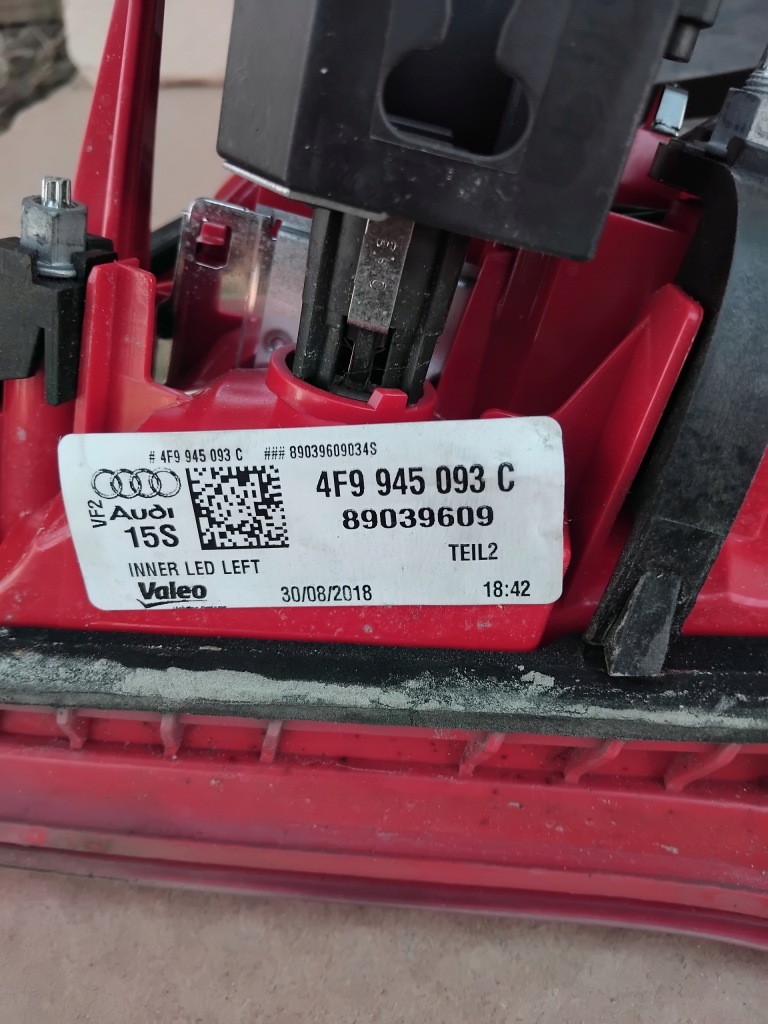 # 4F9 945 093 C ### 89039609034S
VF2
Audi
15S
4F9 945 093 C
89039609
TEIL2
INNER LED LEFT
Valeo
30/08/2018 18:42